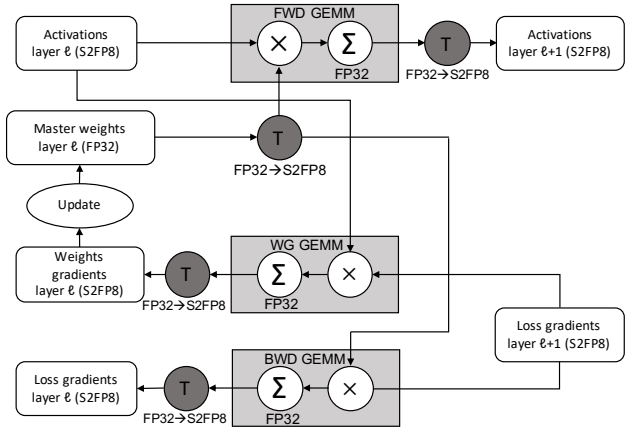 FWD GEMM
Activations
layer ℓ (S2FP8)
×
Σ
FP32
T
FP32→S2FP8
Activations
layer ℓ+1 (S2FP8)
Master weights
layer ℓ (FP32)
T
FP32→S2FP8
Update
WG GEMM
Weights
gradients
layer ℓ (S2FP8)
T
FP32→S2FP8
Σ
FP32
×
Loss gradients
layer ℓ+1 (S2FP8)
BWD GEMM
Loss gradients
layer ℓ (S2FP8)
T
FP32→S2FP8
Σ
FP32
×